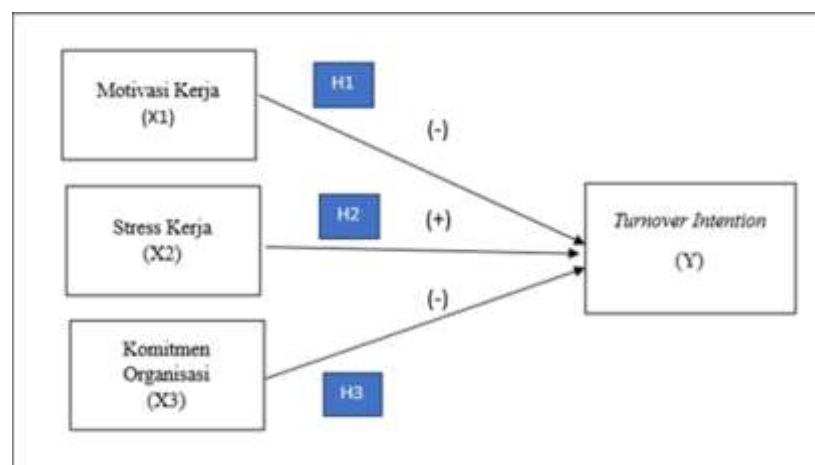 Motivasi Kerja
(X1)
H1
(-)
Stress Kerja
(X2)
H2
(+)
Turnover Intention
(Y)
Komitmen
Organisasi
(X3)
(-)
H3